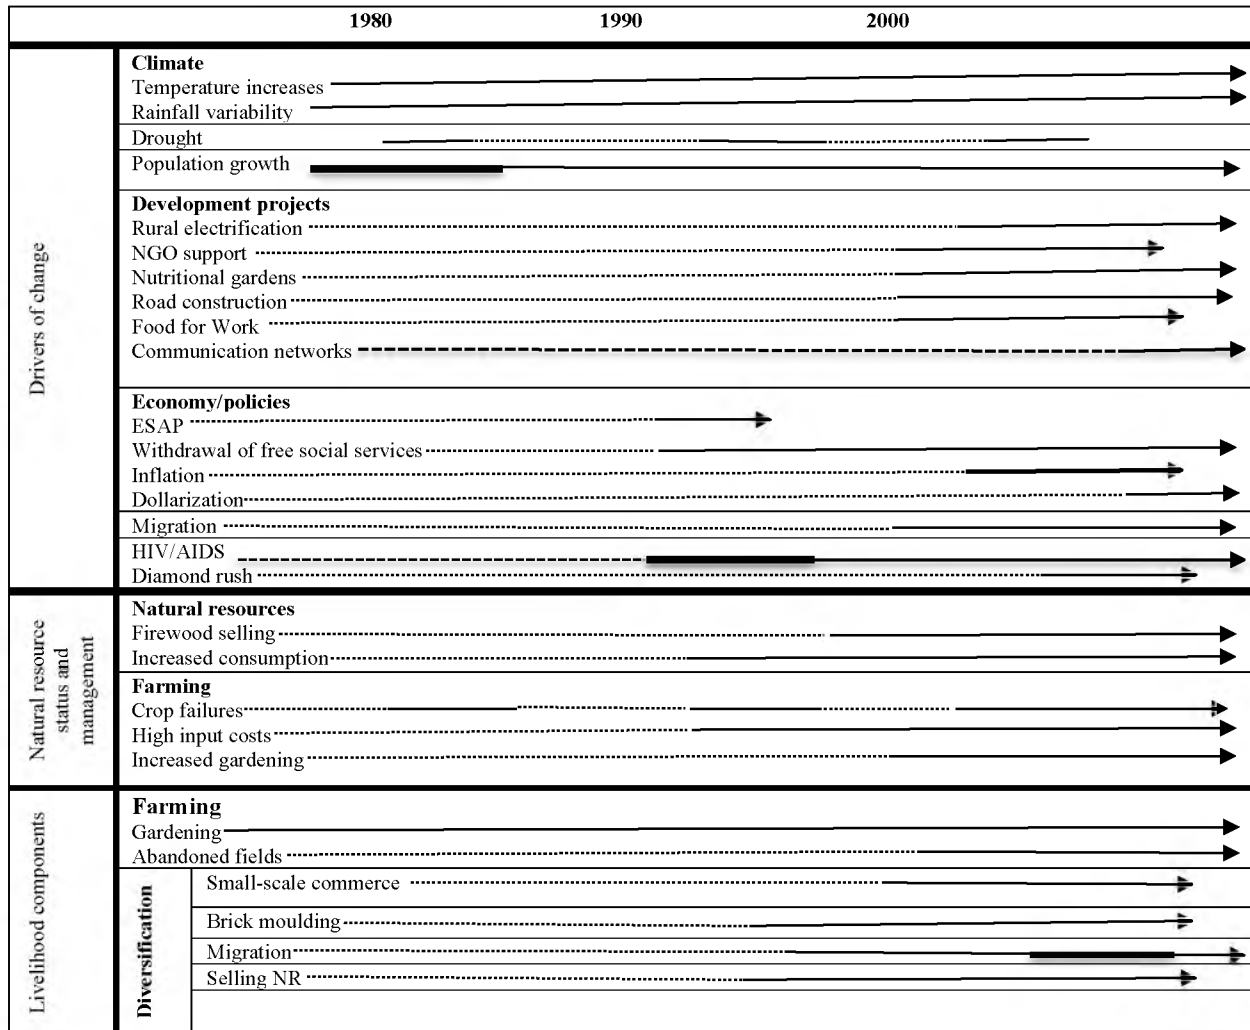 1980 1990 2000
Drivers of change
Climate
Temperature increases
Rainfall variability
Drought
Population growth
Development projects
Rural electrification
NGO support
Nutritional gardens
Road construction
Food for Work
Communication networks
Economy/policies
ESAP
Withdrawal of free social services
Inflation
Dollarization
Migration
HIV/AIDS
Diamond rush
Natural resource
status and
management
Natural resources
Firewood selling
Increased consumption
Farming
Crop failures
High input costs
Increased gardening
Livelihood components
Farming
Gardening
Abandoned fields
Diversification
Small-scale commerce
Brick moulding
Migration
Selling NR